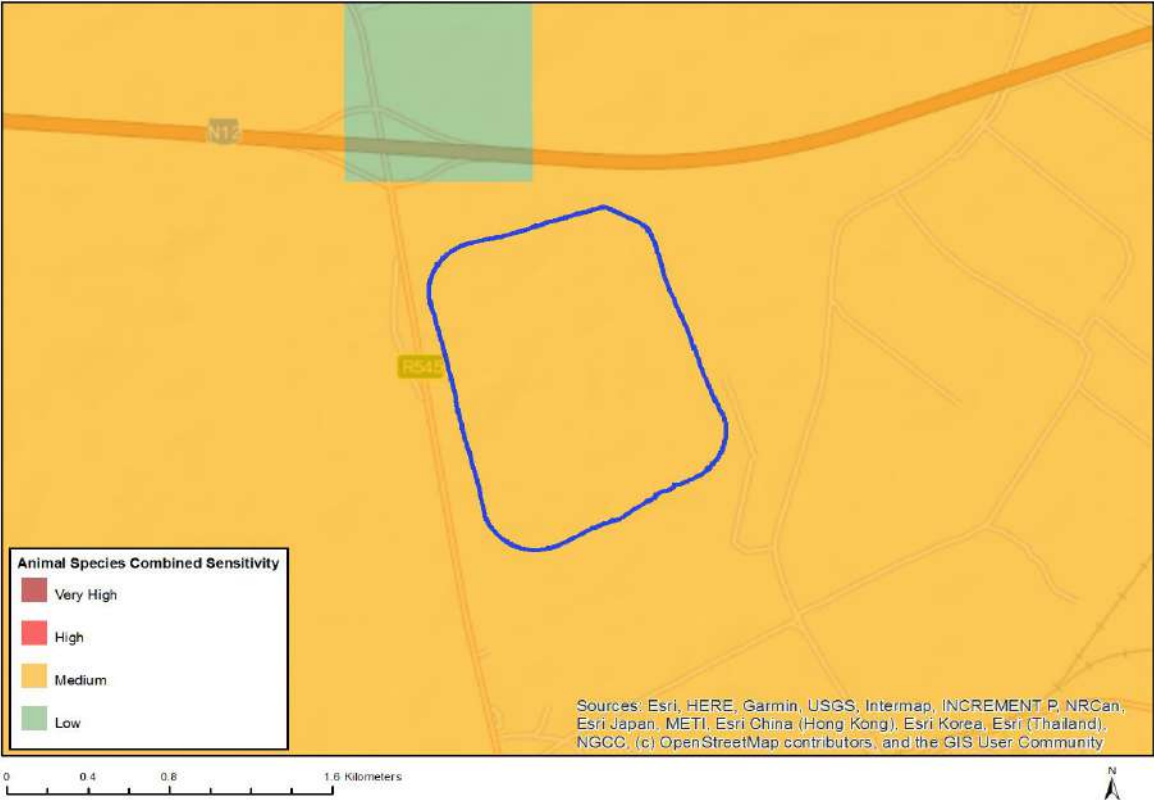 N12
R545
Animal Species Combined Sensitivity
Very High
High
Medium
Low
Sources: Esri, HERE, Garmin, USGS, Intermap, INCREMENT P, NRCan,
Esri Japan, METI, Esri China (Hong Kong), Esri Korea, Esri (Thailand),
NGCC, (c) OpenStreetMap contributors, and the GIS User Community
0 0.4 0.8 1.6 Kilometers
N